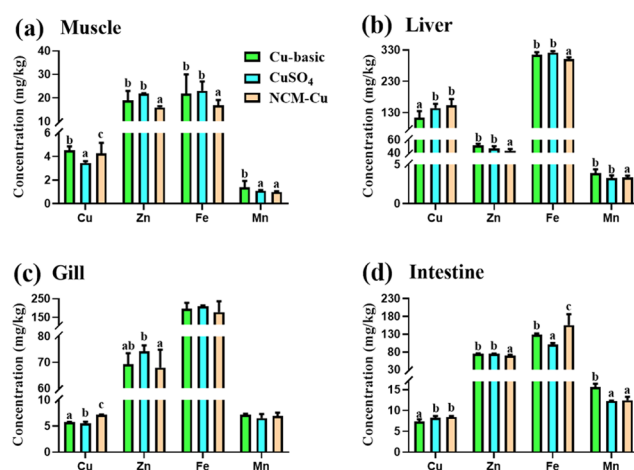 (a) Muscle
Concentration (mg/kg)
40
30
20
10
6
4
2
0
b a c
b b a
b b a
b a a
Cu Zn Fe Mn
Cu-basic
CuSO₄
NCM-Cu
(b) Liver
Concentration (mg/kg)
330
230
130
60
40
5
0
a b b
b b a
b b a
b b a
Cu Zn Fe Mn
(c) Gill
Concentration (mg/kg)
250
150
80
70
60
10
5
0
a b c
ab b a
Cu Zn Fe Mn
(d) Intestine
Concentration (mg/kg)
230
180
130
80
30
15
10
5
0
a b b
b b a
b a c
b a a
Cu Zn Fe Mn